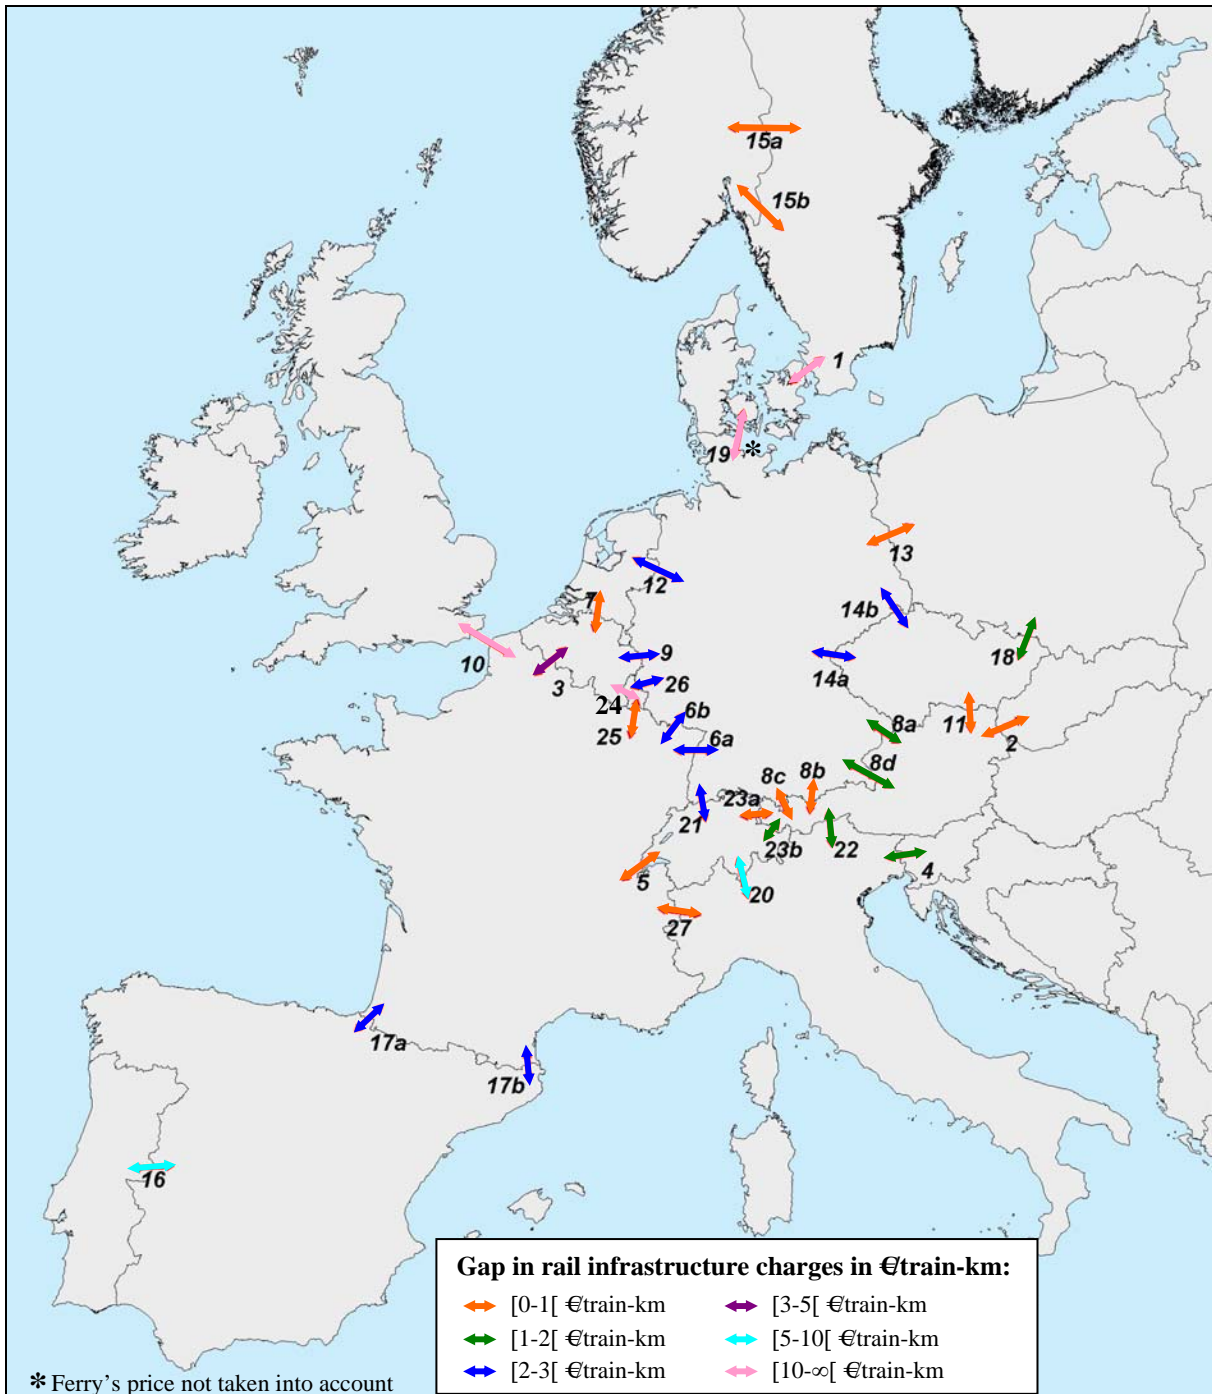 15a
15b
1
19 *
13
12
7
14b
10
3
9
18
14a
26
24
6b
25
6a
8a
11
2
8d
8c
8b
23a
21
23b
22
4
5
20
27
17a
17b
16
Gap in rail infrastructure charges in €/train-km:
[0-1[ €/train-km
[3-5[ €/train-km
[1-2[ €/train-km
[5-10[ €/train-km
[2-3[ €/train-km
[10-∞[ €/train-km
* Ferry's price not taken into account